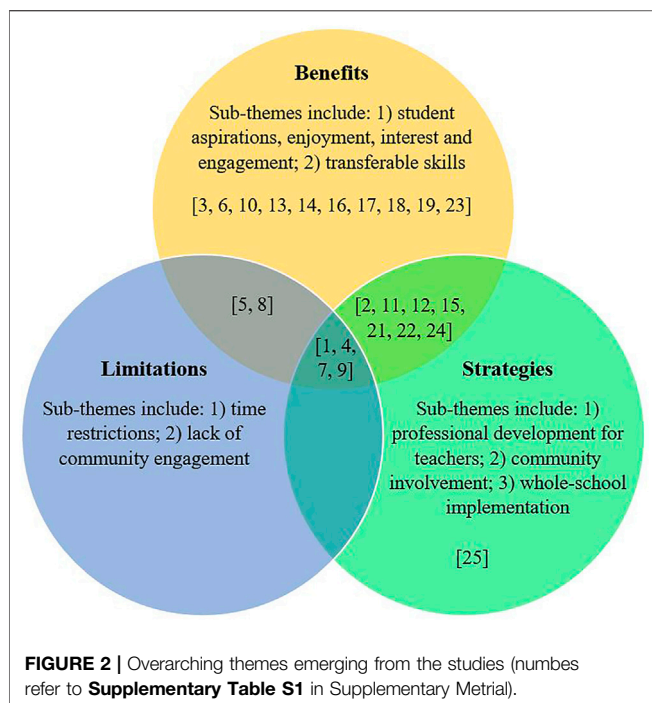 Benefits
Sub-themes include: 1) student
aspirations, enjoyment, interest and
engagement; 2) transferable skills
[3, 6, 10, 13, 14, 16, 17, 18, 19, 23]
[5, 8]
[2, 11, 12, 15,
21, 22, 24]
[1, 4,
7, 9]
Limitations
Sub-themes include: 1) time
restrictions; 2) lack of
community engagement
Strategies
Sub-themes include: 1)
professional development for
teachers; 2) community
involvement; 3) whole-school
implementation
[25]
FIGURE 2 | Overarching themes emerging from the studies (numbes
refer to Supplementary Table S1 in Supplementary Metrial).